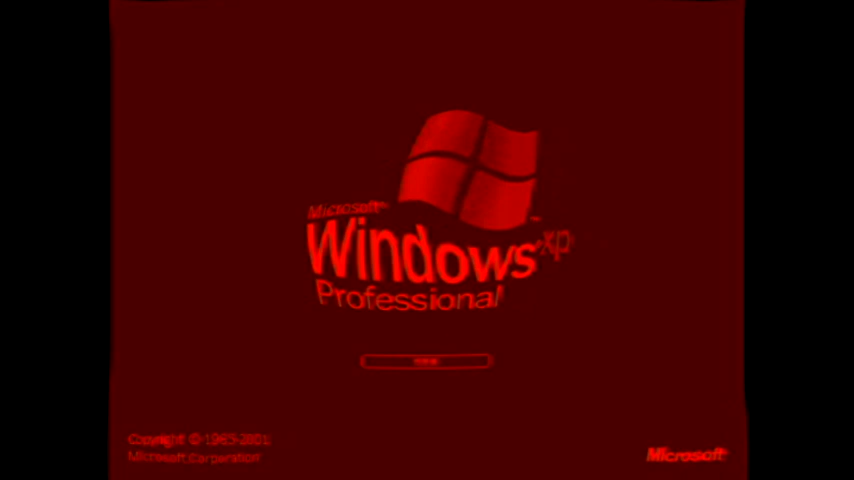 Microsoft
Windows xp
Professional
Copyright © 1985-2001
Microsoft Corporation
Microsoft